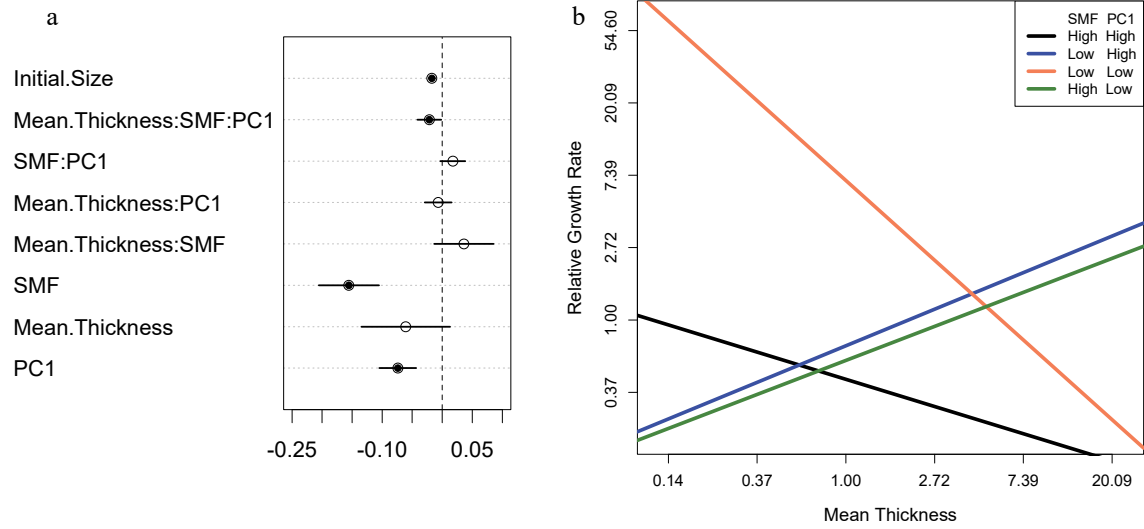 a
Initial.Size
Mean.Thickness:SMF:PC1
SMF:PC1
Mean.Thickness:PC1
Mean.Thickness:SMF
SMF
Mean.Thickness
PC1
-0.25 -0.10 0.05
b
SMF PC1
High High
Low High
Low Low
High Low
Relative Growth Rate
54.60
20.09
7.39
2.72
1.00
0.37
0.14 0.37 1.00 2.72 7.39 20.09
Mean Thickness